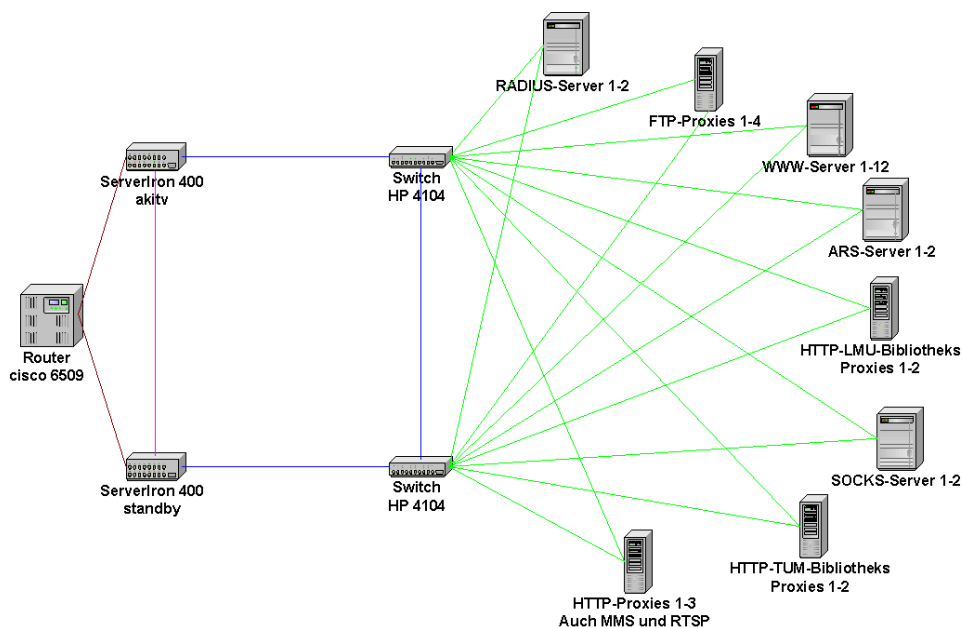 RADIUS-Server 1-2
FTP-Proxies 1-4
WWW-Server 1-12
ServerIron 400
akitv
Switch
HP 4104
ARS-Server 1-2
Router
cisco 6509
HTTP-LMU-Bibliotheks
Proxies 1-2
SOCKS-Server 1-2
ServerIron 400
standby
Switch
HP 4104
HTTP-TUM-Bibliotheks
Proxies 1-2
HTTP-Proxies 1-3
Auch MMS und RTSP